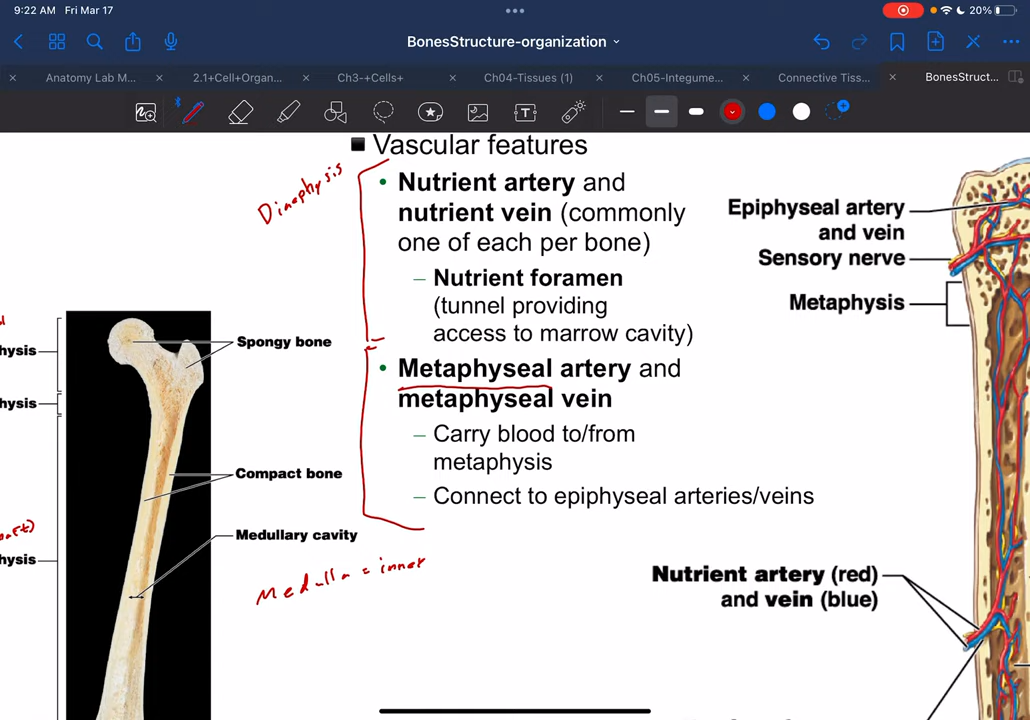 9:22 AM Fri Mar 17
20%
BonesStructure-organization
Anatomy Lab M...
2.1+Cell+Organ...
Ch3-+Cells+
Ch04-Tissues (1)
Ch05-Integume...
Connective Tiss...
BonesStruct...
Vascular features
Diaephysis
• Nutrient artery and
nutrient vein (commonly
one of each per bone)
– Nutrient foramen
(tunnel providing
access to marrow cavity)
• Metaphyseal artery and
metaphyseal vein
– Carry blood to/from
metaphysis
– Connect to epiphyseal arteries/veins
Epiphyseal artery
and vein
Sensory nerve
Metaphysis
Nutrient artery (red)
and vein (blue)
physis
Spongy bone
physis
Compact bone
Medullary cavity
physis
Medulla = inner